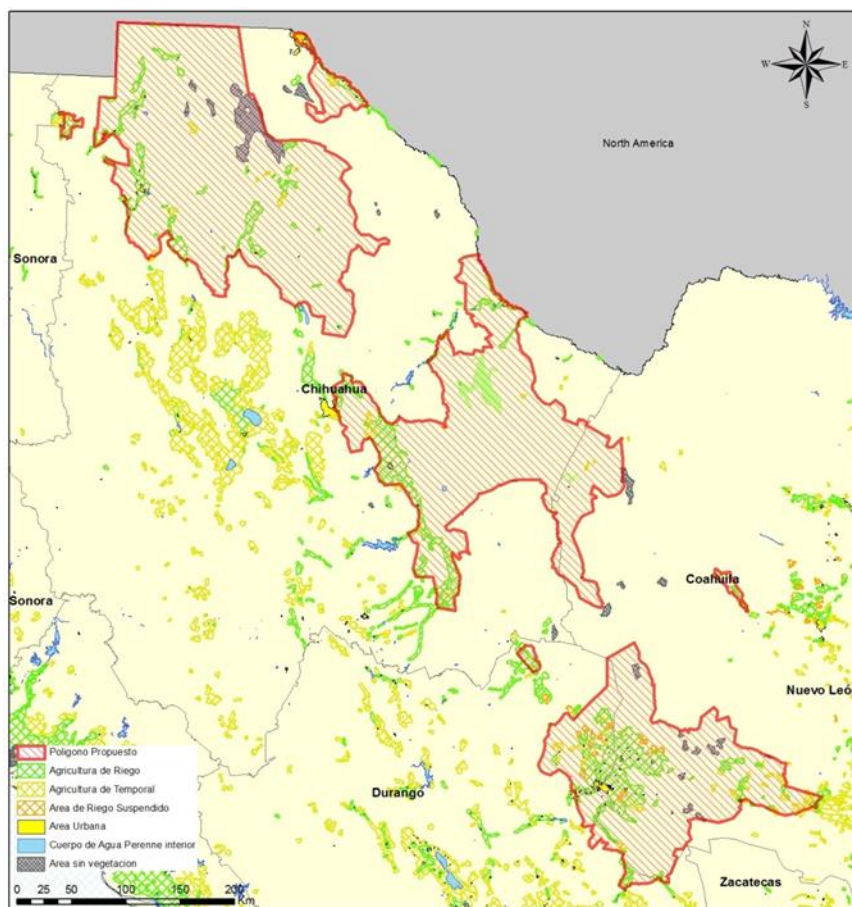 N
W E
S
North America
Sonora
Chihuahua
Coahuila
Sonora
Nuevo Leó
Durango
Zacatecas
Poligono Propuesto
Agricultura de Riego
Agricultura de Temporal
Area de Riego Suspendido
Area Urbana
Cuerpo de Agua Perenne interior
Area sin vegetacion
0 25 50 100 150 200
Km